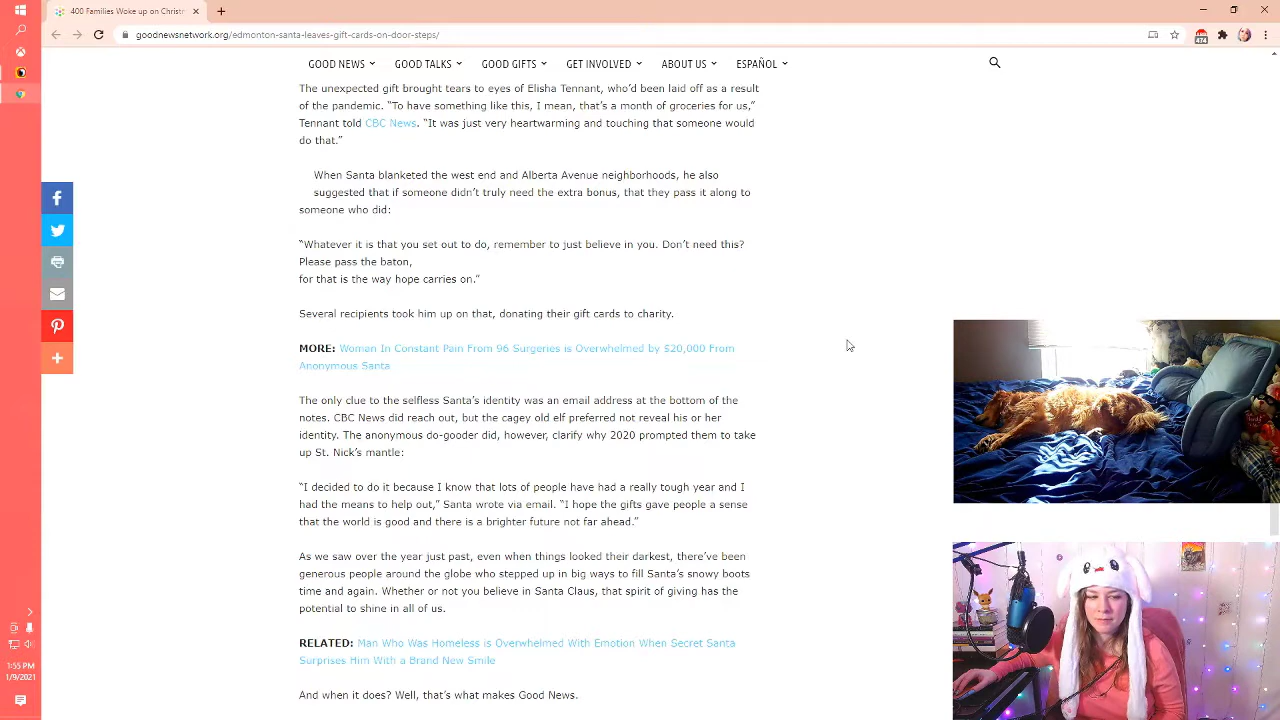 400 Families Woke up on Christm
goodnewsnetwork.org/edmonton-santa-leaves-gift-cards-on-door-steps/
GOOD NEWS GOOD TALKS GOOD GIFTS GET INVOLVED ABOUT US ESPAÑOL
The unexpected gift brought tears to eyes of Elisha Tennant, who’d been laid off as a result
of the pandemic. “To have something like this, I mean, that’s a month of groceries for us,”
Tennant told CBC News. “It was just very heartwarming and touching that someone would
do that.”
When Santa blanketed the west end and Alberta Avenue neighborhoods, he also
suggested that if someone didn’t truly need the extra bonus, that they pass it along to
someone who did:
“Whatever it is that you set out to do, remember to just believe in you. Don’t need this?
Please pass the baton,
for that is the way hope carries on.”
Several recipients took him up on that, donating their gift cards to charity.
MORE: Woman In Constant Pain From 96 Surgeries is Overwhelmed by $20,000 From
Anonymous Santa
The only clue to the selfless Santa’s identity was an email address at the bottom of the
notes. CBC News did reach out, but the cagey old elf preferred not reveal his or her
identity. The anonymous do-gooder did, however, clarify why 2020 prompted them to take
up St. Nick’s mantle:
“I decided to do it because I know that lots of people have had a really tough year and I
had the means to help out,” Santa wrote via email. “I hope the gifts gave people a sense
that the world is good and there is a brighter future not far ahead.”
As we saw over the year just past, even when things looked their darkest, there’ve been
generous people around the globe who stepped up in big ways to fill Santa’s snowy boots
time and again. Whether or not you believe in Santa Claus, that spirit of giving has the
potential to shine in all of us.
RELATED: Man Who Was Homeless is Overwhelmed With Emotion When Secret Santa
Surprises Him With a Brand New Smile
And when it does? Well, that’s what makes Good News.
1:55 PM
1/9/2021